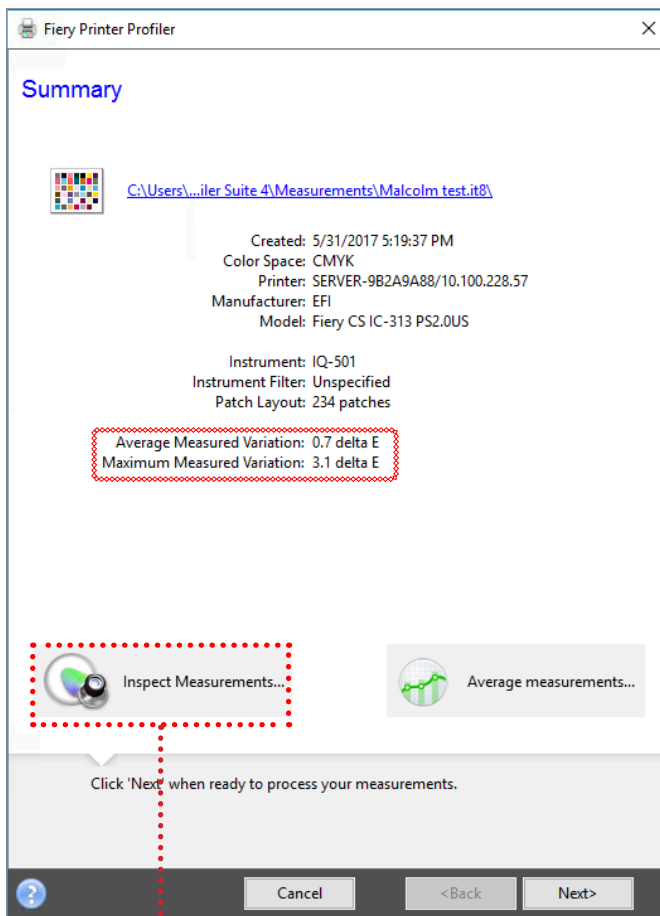 Fiery Printer Profiler
Summary
C:\Users\...iler Suite 4\Measurements\Malcolm test.it8\
Created: 5/31/2017 5:19:37 PM
Color Space: CMYK
Printer: SERVER-9B2A9A88/10.100.228.57
Manufacturer: EFI
Model: Fiery CS IC-313 PS2.0US
Instrument: IQ-501
Instrument Filter: Unspecified
Patch Layout: 234 patches
Average Measured Variation: 0.7 delta E
Maximum Measured Variation: 3.1 delta E
Inspect Measurements...
Average measurements...
Click 'Next' when ready to process your measurements.
?
Cancel
<Back
Next>